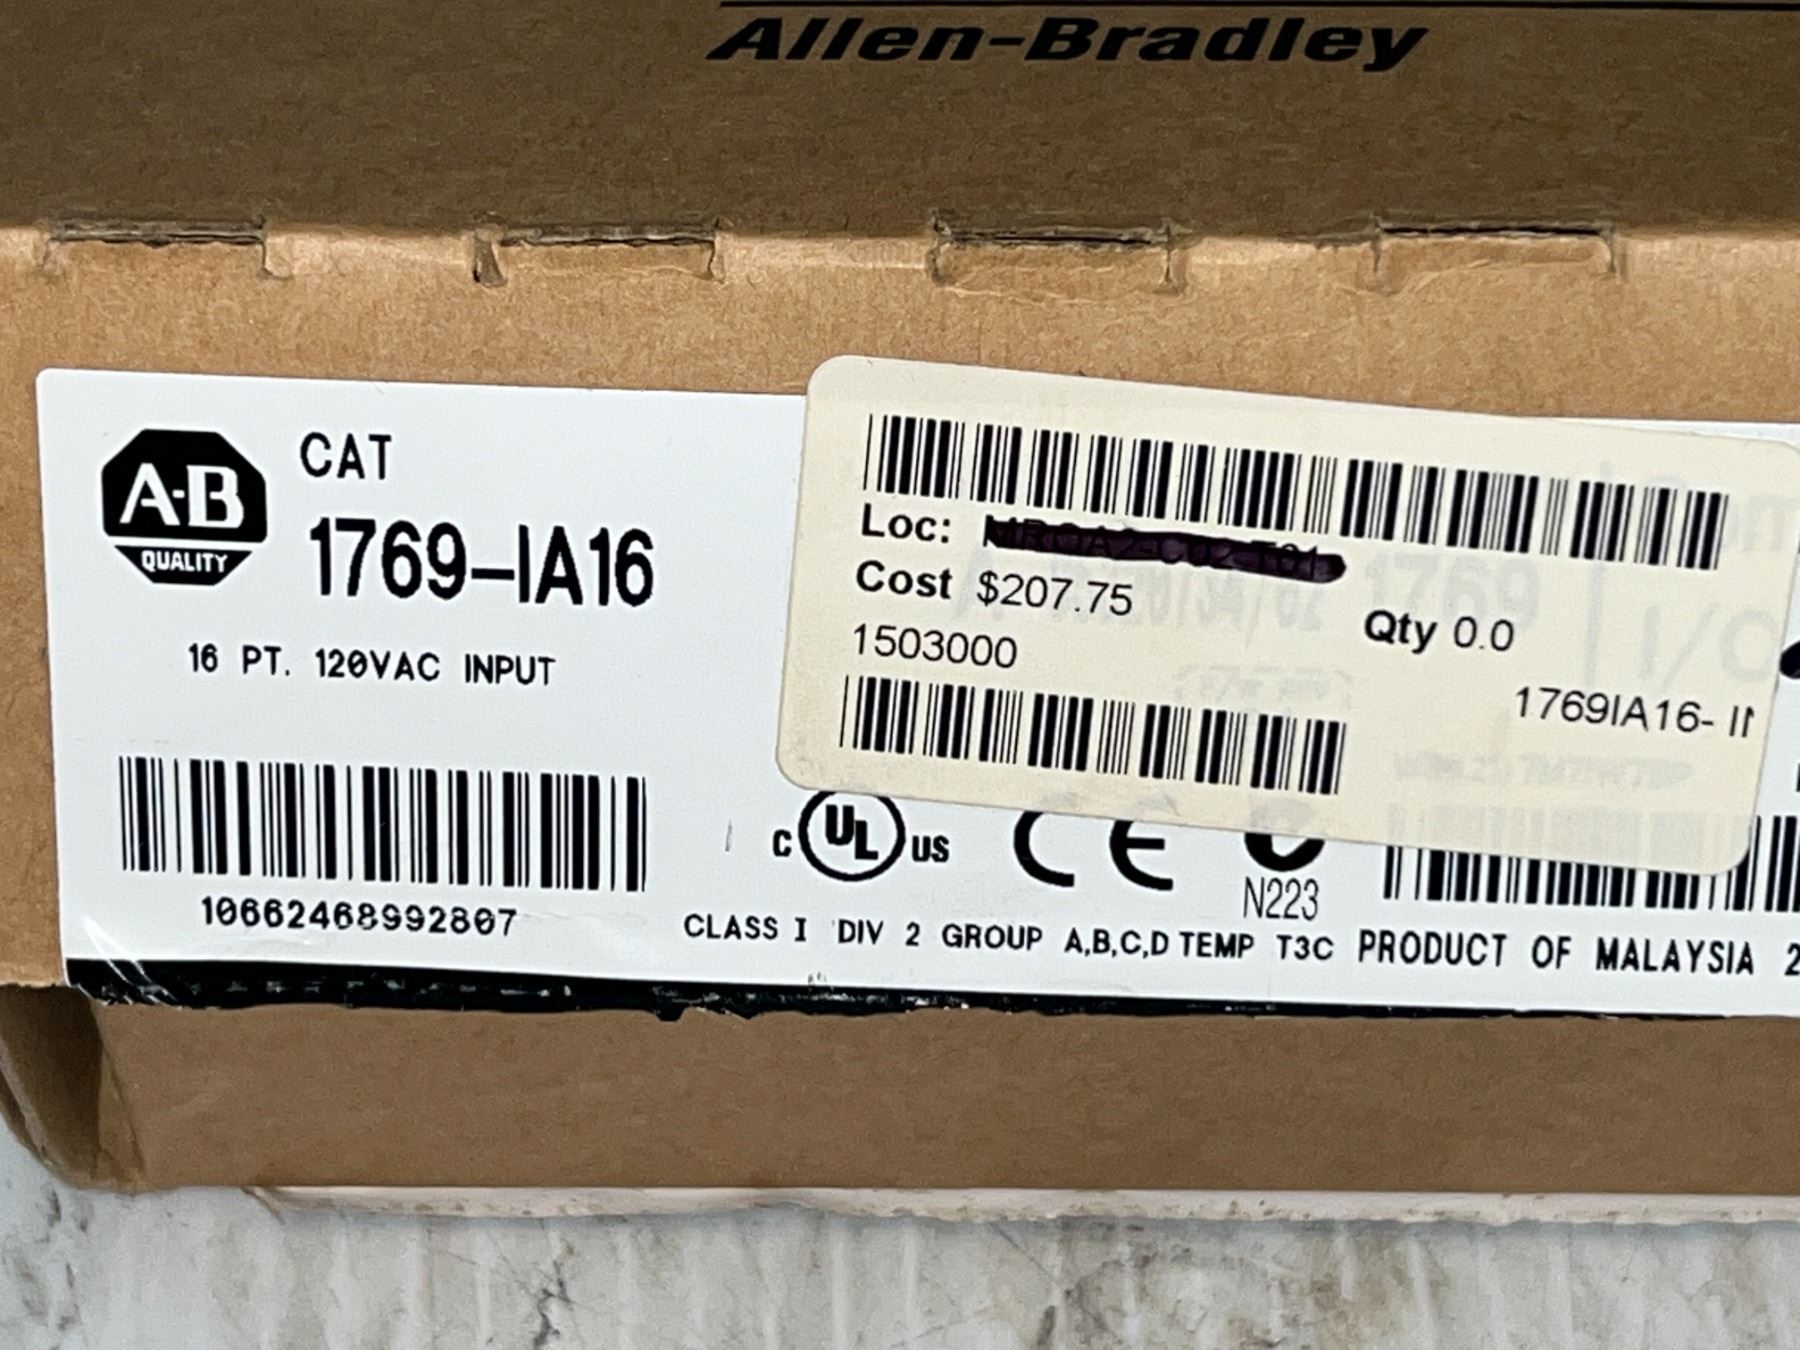 Allen-Bradley
A-B
QUALITY
CAT
1769-IA16
16 PT. 120VAC INPUT
10662468992807
Loc:
Cost $207.75
Qty 0.0
1503000
1769IA16-
C UL US
CE
N223
CLASS I DIV 2 GROUP A,B,C,D TEMP T3C
PRODUCT OF MALAYSIA